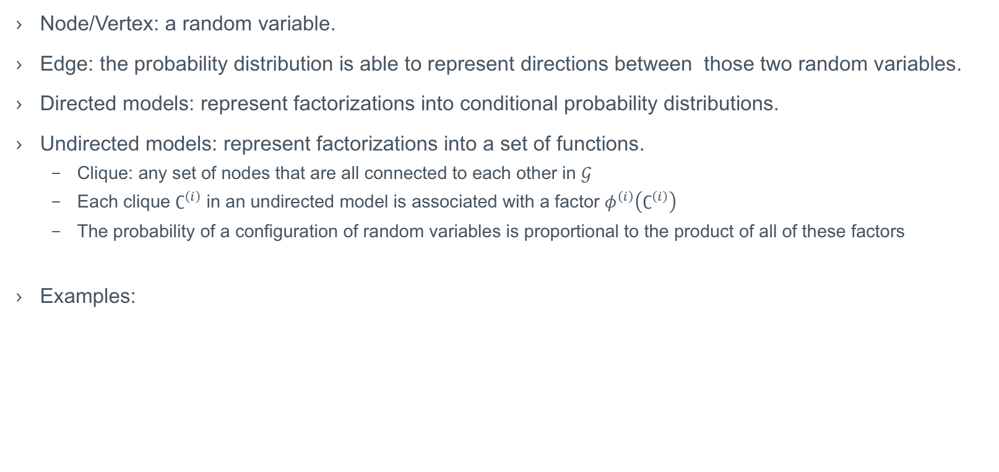 › Node/Vertex: a random variable.
› Edge: the probability distribution is able to represent directions between  those two random variables.
› Directed models: represent factorizations into conditional probability distributions.
› Undirected models: represent factorizations into a set of functions.
– Clique: any set of nodes that are all connected to each other in 𝒢
– Each clique C⁽ⁱ⁾ in an undirected model is associated with a factor ϕ⁽ⁱ⁾(C⁽ⁱ⁾)
– The probability of a configuration of random variables is proportional to the product of all of these factors
› Examples: